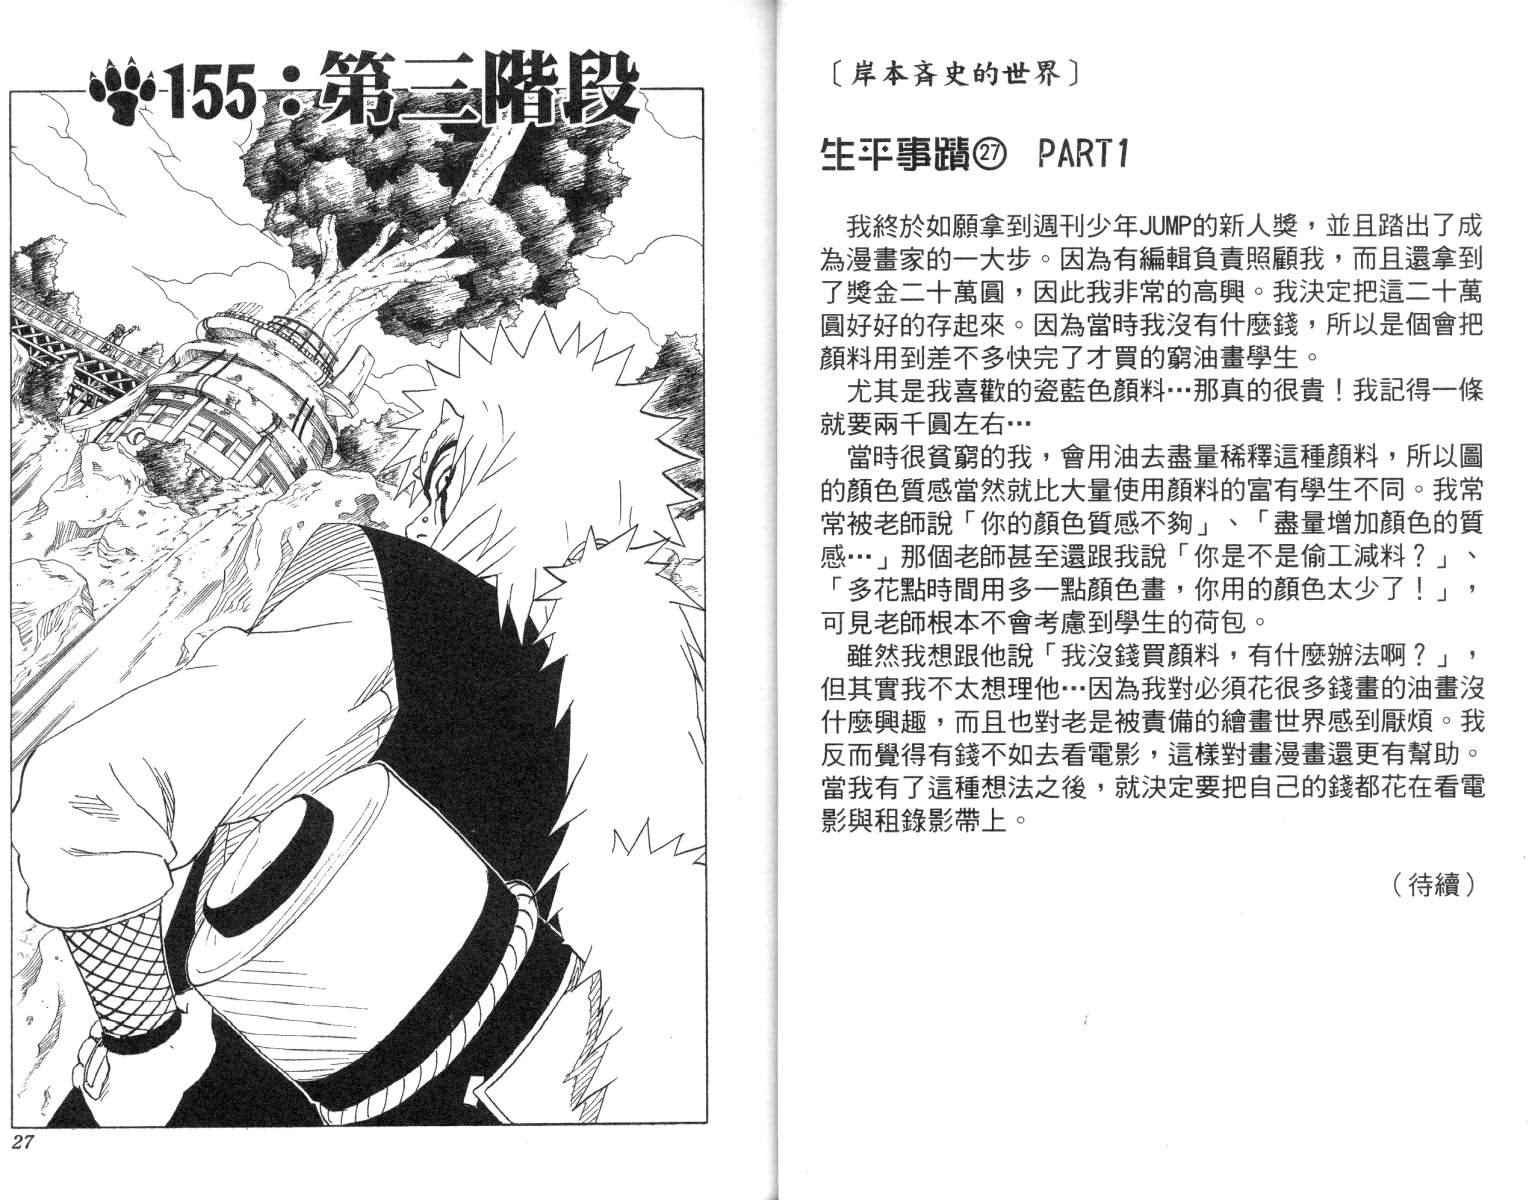 155：第三階段
27
〔岸本斉史的世界〕
生平事蹟㉗ PART1
我終於如願拿到週刊少年JUMP的新人獎，並且踏出了成
為漫畫家的一大步。因為有編輯負責照顧我，而且還拿到
了獎金二十萬圓，因此我非常的高興。我決定把這二十萬
圓好好的存起來。因為當時我沒有什麼錢，所以是個會把
顏料用到差不多快完了才買的窮油畫學生。
尤其是我喜歡的瓷藍色顏料…那真的很貴！我記得一條
就要兩千圓左右…
當時很貧窮的我，會用油去盡量稀釋這種顏料，所以圖
的顏色質感當然就比大量使用顏料的富有學生不同。我常
常被老師說「你的顏色質感不夠」、「盡量增加顏色的質
感…」那個老師甚至還跟我說「你是不是偷工減料？」、
「多花點時間用多一點顏色畫，你用的顏色太少了！」，
可見老師根本不會考慮到學生的荷包。
雖然我想跟他說「我沒錢買顏料，有什麼辦法啊？」，
但其實我不太想理他…因為我對必須花很多錢畫的油畫沒
什麼興趣，而且也對老是被責備的繪畫世界感到厭煩。我
反而覺得有錢不如去看電影，這樣對畫漫畫還更有幫助。
當我有了這種想法之後，就決定要把自己的錢都花在看電
影與租錄影帶上。
（待續）